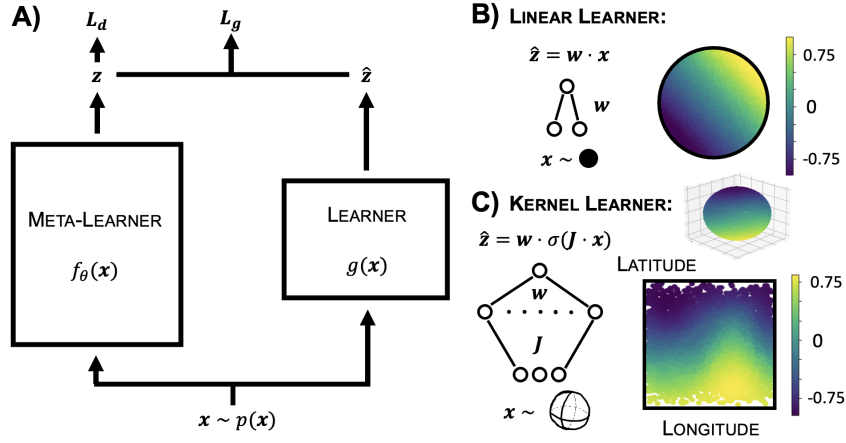 A)
L_d
L_g
z
ẑ
META-LEARNER
f_θ(x)
LEARNER
g(x)
x ~ p(x)
B) LINEAR LEARNER:
ẑ = w · x
w
x ~
0.75
0
-0.75
C) KERNEL LEARNER:
ẑ = w · σ(J · x)
w
J
x ~
LATITUDE
LONGITUDE
0.75
0
-0.75